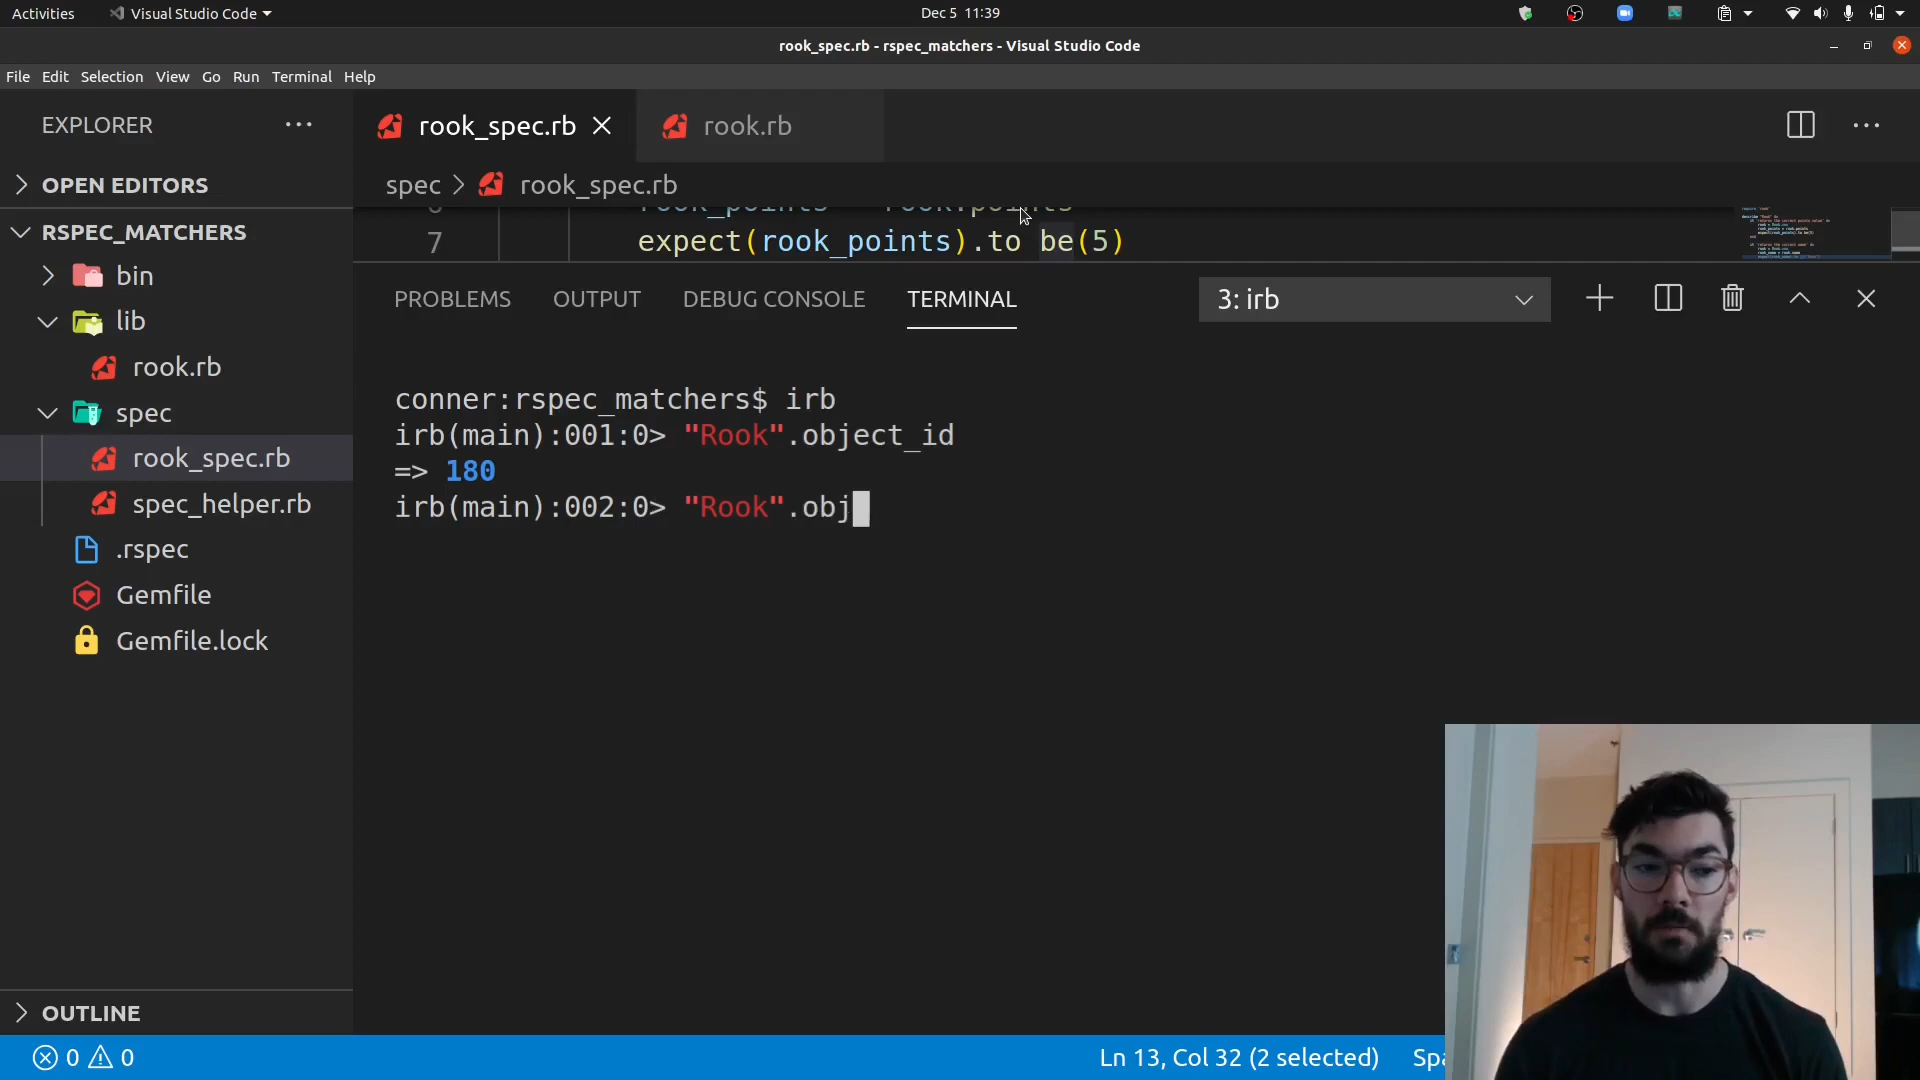 Activities
Visual Studio Code
Dec 5 11:39
rook_spec.rb - rspec_matchers - Visual Studio Code
File Edit Selection View Go Run Terminal Help
EXPLORER
OPEN EDITORS
RSPEC_MATCHERS
bin
lib
rook.rb
spec
rook_spec.rb
spec_helper.rb
.rspec
Gemfile
Gemfile.lock
OUTLINE
rook_spec.rb
rook.rb
spec > rook_spec.rb
7 expect(rook_points).to be(5)
PROBLEMS OUTPUT DEBUG CONSOLE TERMINAL
3: irb
conner:rspec_matchers$ irb
irb(main):001:0> "Rook".object_id
=> 180
irb(main):002:0> "Rook".obj
0 0
Ln 13, Col 32 (2 selected)